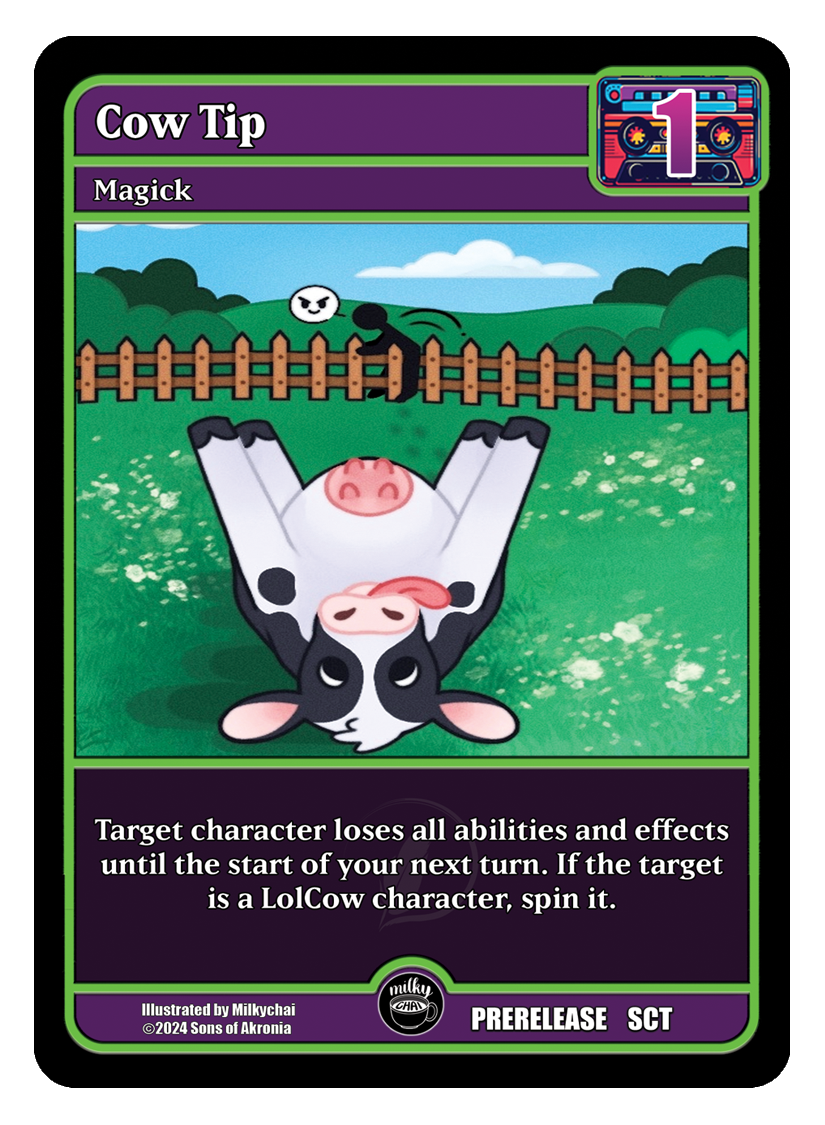 Cow Tip
1
Magick
Target character loses all abilities and effects
until the start of your next turn. If the target
is a LolCow character, spin it.
milky
CHAI
Illustrated by Milkychai
©2024 Sons of Akronia
PRERELEASE SCT